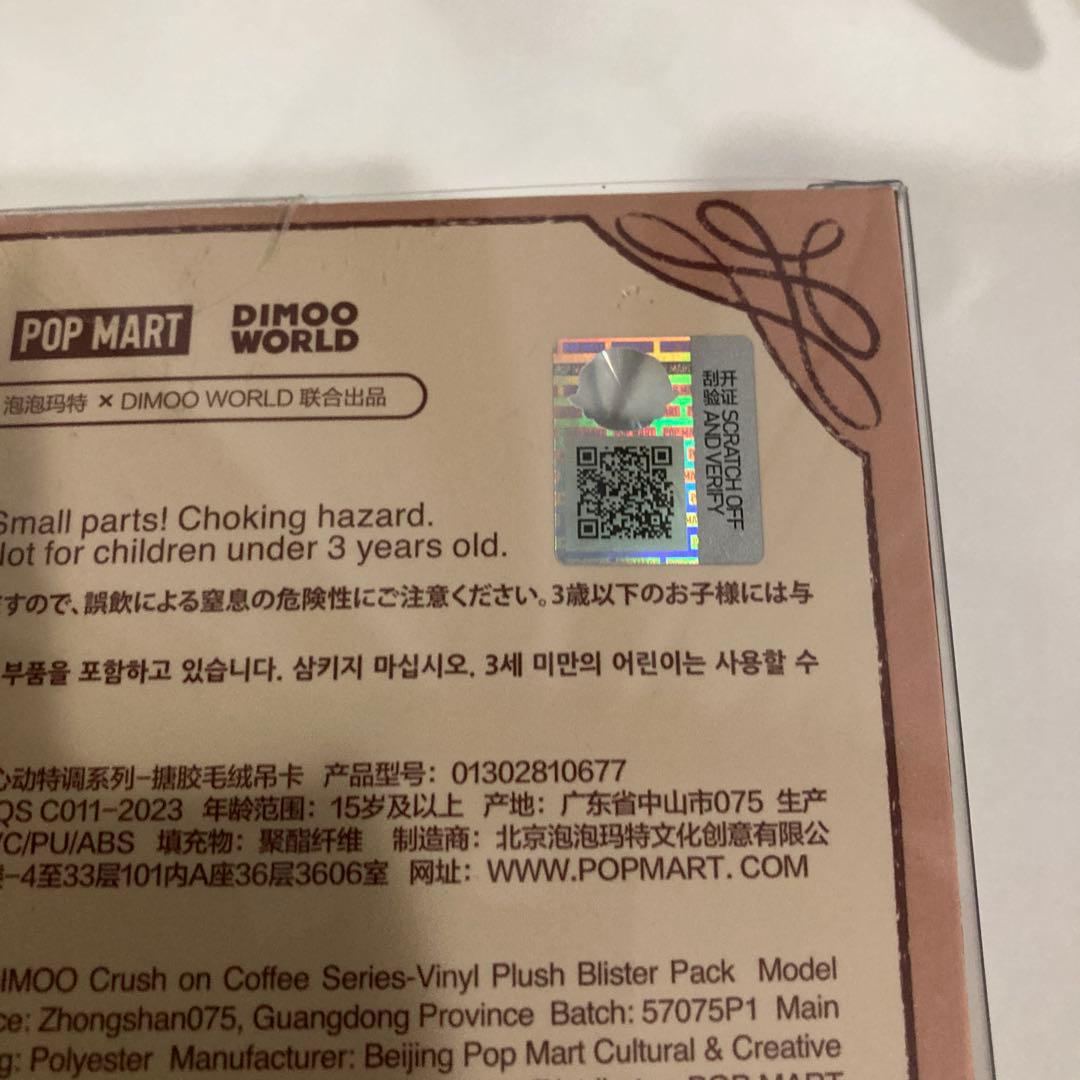 POP MART DIMOO WORLD
泡泡玛特 × DIMOO WORLD 联合出品
刮开验证 SCRATCH OFF AND VERIFY
Small parts! Choking hazard.
Not for children under 3 years old.
すので、誤飲による窒息の危険性にご注意ください。3歳以下のお子様には与
부품을 포함하고 있습니다. 삼키지 마십시오. 3세 미만의 어린이는 사용할 수
心动特调系列-搪胶毛绒吊卡 产品型号：01302810677
QS C011-2023 年龄范围：15岁及以上 产地：广东省中山市075 生产
/C/PU/ABS 填充物：聚酯纤维 制造商：北京泡泡玛特文化创意有限公
-4至33层101内A座36层3606室 网址：WWW.POPMART.COM
DIMOO Crush on Coffee Series-Vinyl Plush Blister Pack Model
ce: Zhongshan075, Guangdong Province Batch: 57075P1 Main
g: Polyester Manufacturer: Beijing Pop Mart Cultural & Creative
POP MART